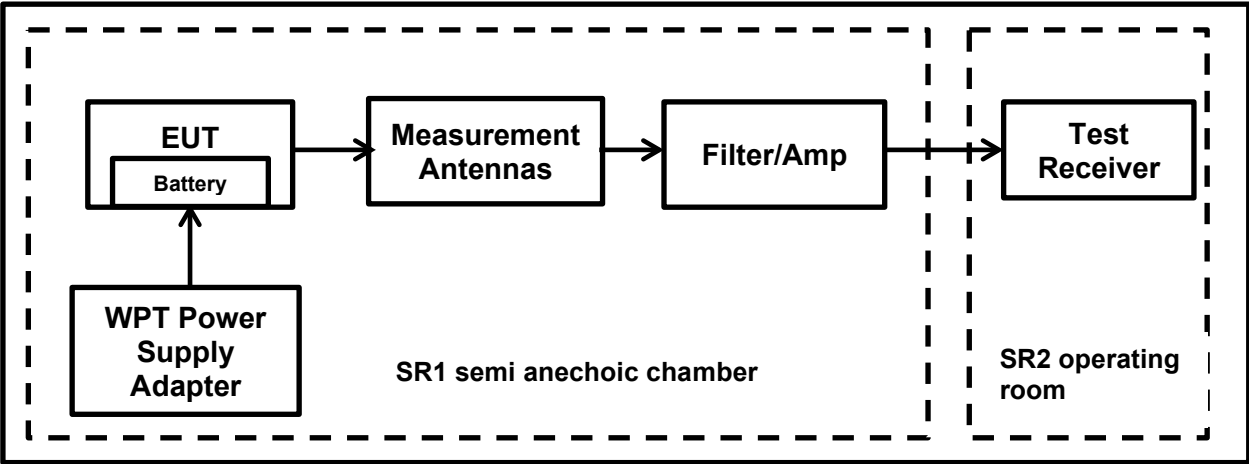 EUT
Battery
Measurement
Antennas
Filter/Amp
Test
Receiver
WPT Power
Supply
Adapter
SR1 semi anechoic chamber
SR2 operating
room